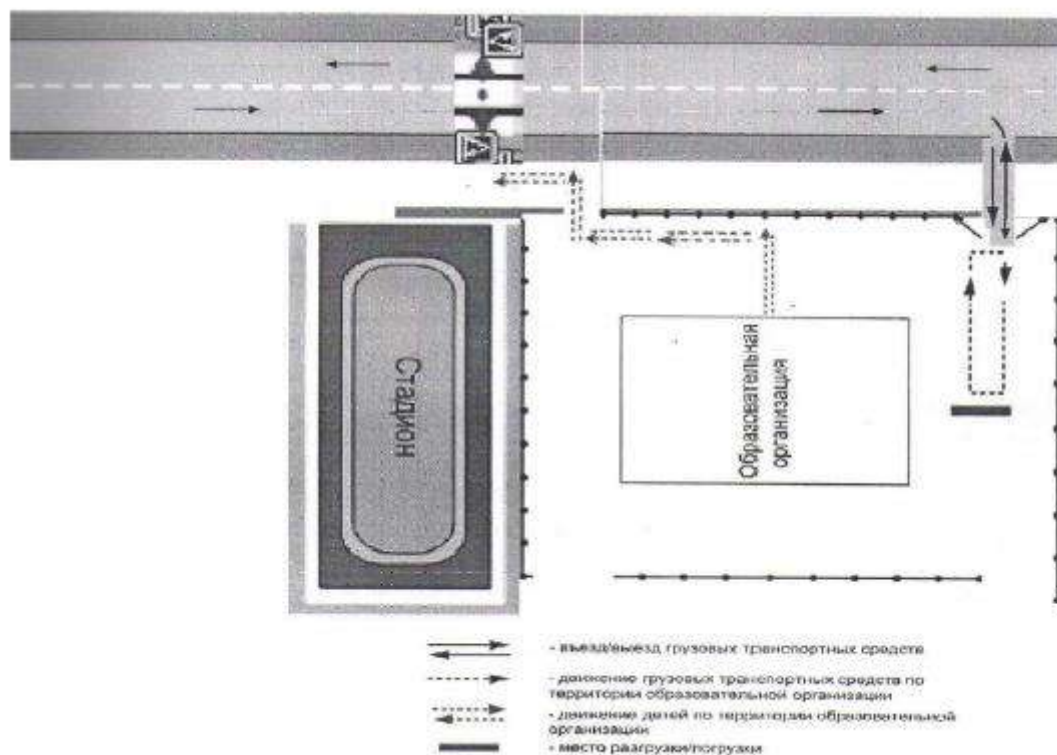 Стадион
Образовательная
организация
- въезд/выезд грузовых транспортных средств
- движение грузовых транспортных средств по
территории образовательной организации
- движение детей по территории образовательной
организации
- место разгрузки/погрузки